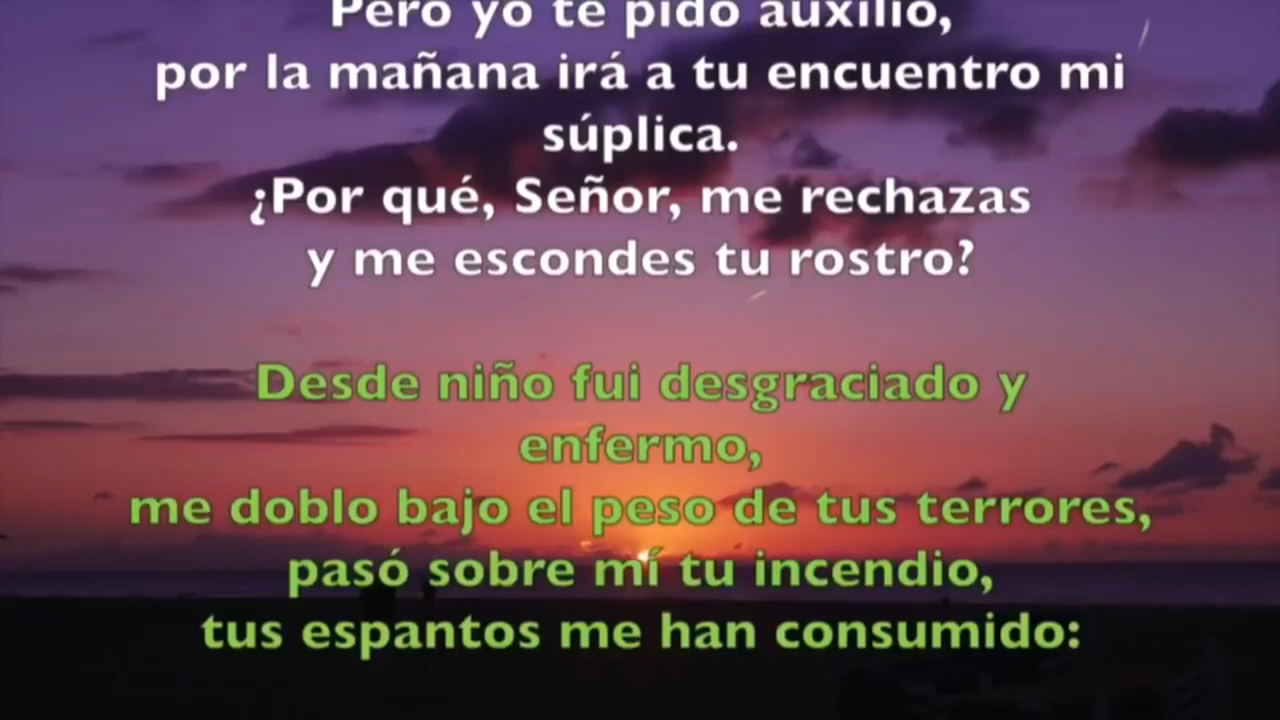 Pero yo te pido auxilio,
por la mañana irá a tu encuentro mi
súplica.
¿Por qué, Señor, me rechazas
y me escondes tu rostro?
Desde niño fui desgraciado y
enfermo,
me doblo bajo el peso de tus terrores,
pasó sobre mí tu incendio,
tus espantos me han consumido: